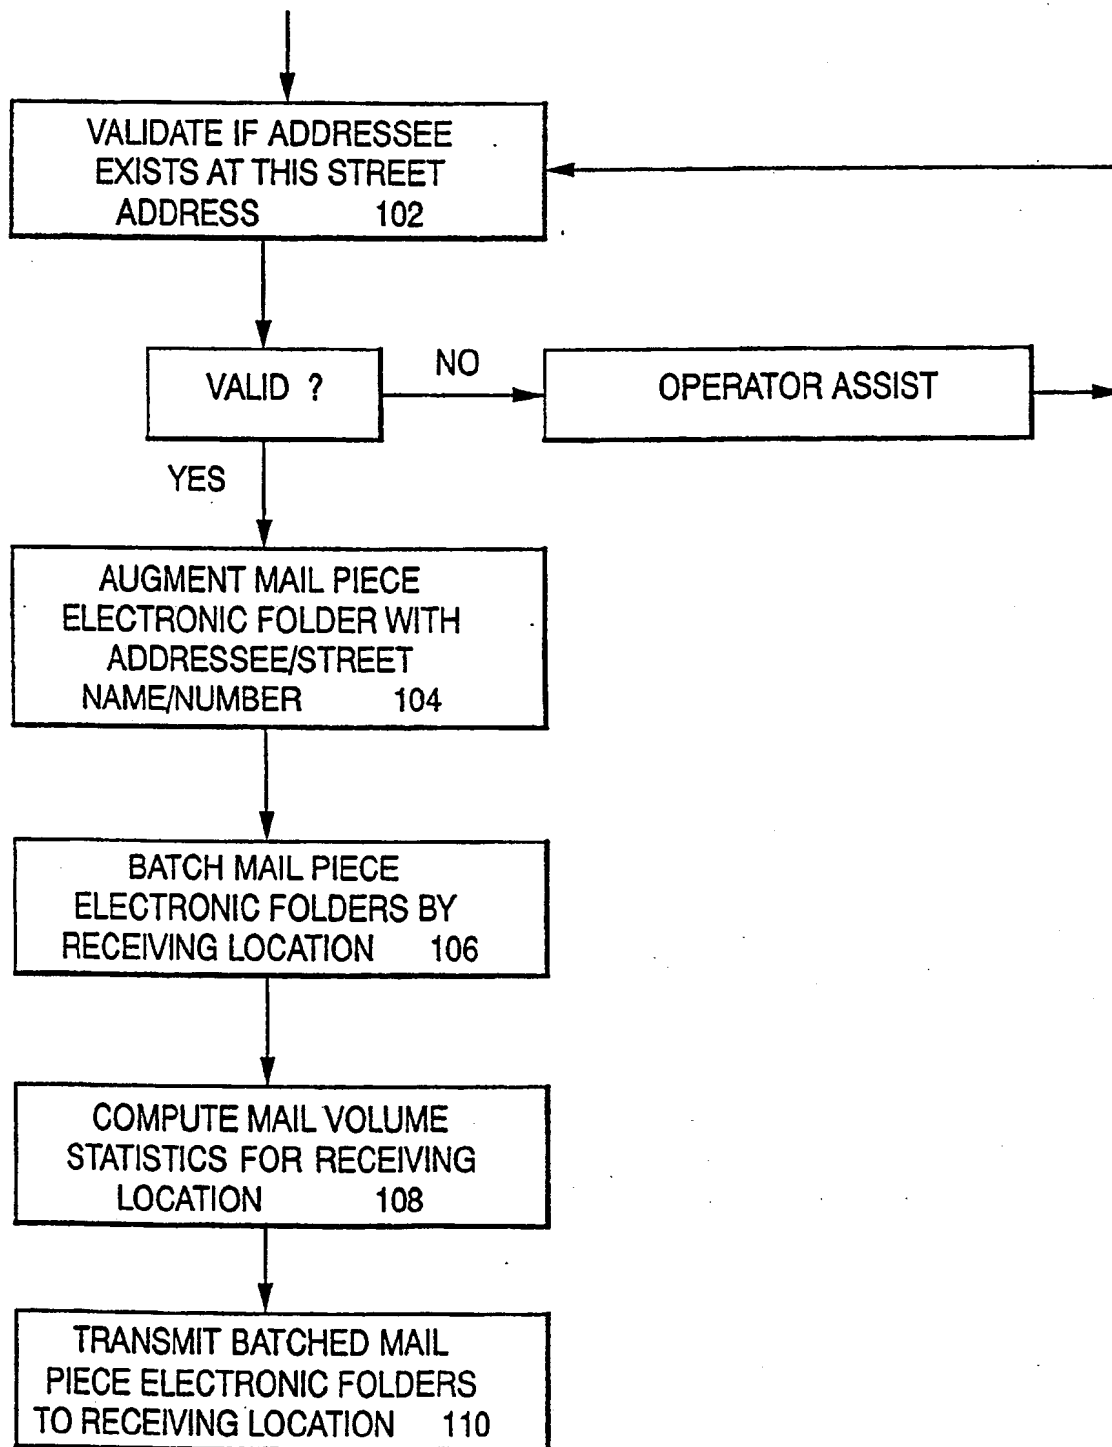 VALIDATE IF ADDRESSEE
EXISTS AT THIS STREET
ADDRESS 102
VALID ?
NO
OPERATOR ASSIST
YES
AUGMENT MAIL PIECE
ELECTRONIC FOLDER WITH
ADDRESSEE/STREET
NAME/NUMBER 104
BATCH MAIL PIECE
ELECTRONIC FOLDERS BY
RECEIVING LOCATION 106
COMPUTE MAIL VOLUME
STATISTICS FOR RECEIVING
LOCATION 108
TRANSMIT BATCHED MAIL
PIECE ELECTRONIC FOLDERS
TO RECEIVING LOCATION 110